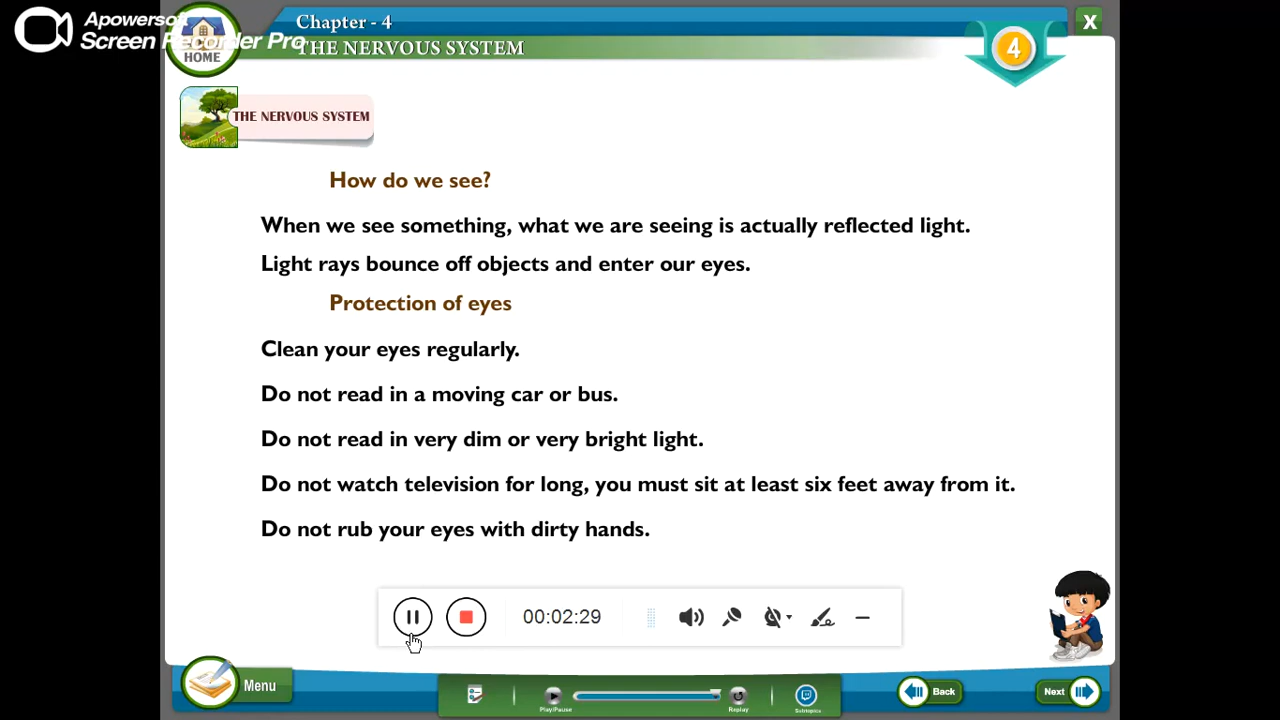 Apowersoft
Screen Recorder Pro
Chapter - 4
THE NERVOUS SYSTEM
4
X
HOME
THE NERVOUS SYSTEM
How do we see?
When we see something, what we are seeing is actually reflected light.
Light rays bounce off objects and enter our eyes.
Protection of eyes
Clean your eyes regularly.
Do not read in a moving car or bus.
Do not read in very dim or very bright light.
Do not watch television for long, you must sit at least six feet away from it.
Do not rub your eyes with dirty hands.
00:02:29
Menu
Play/Pause
Replay
Subtopics
Back
Next